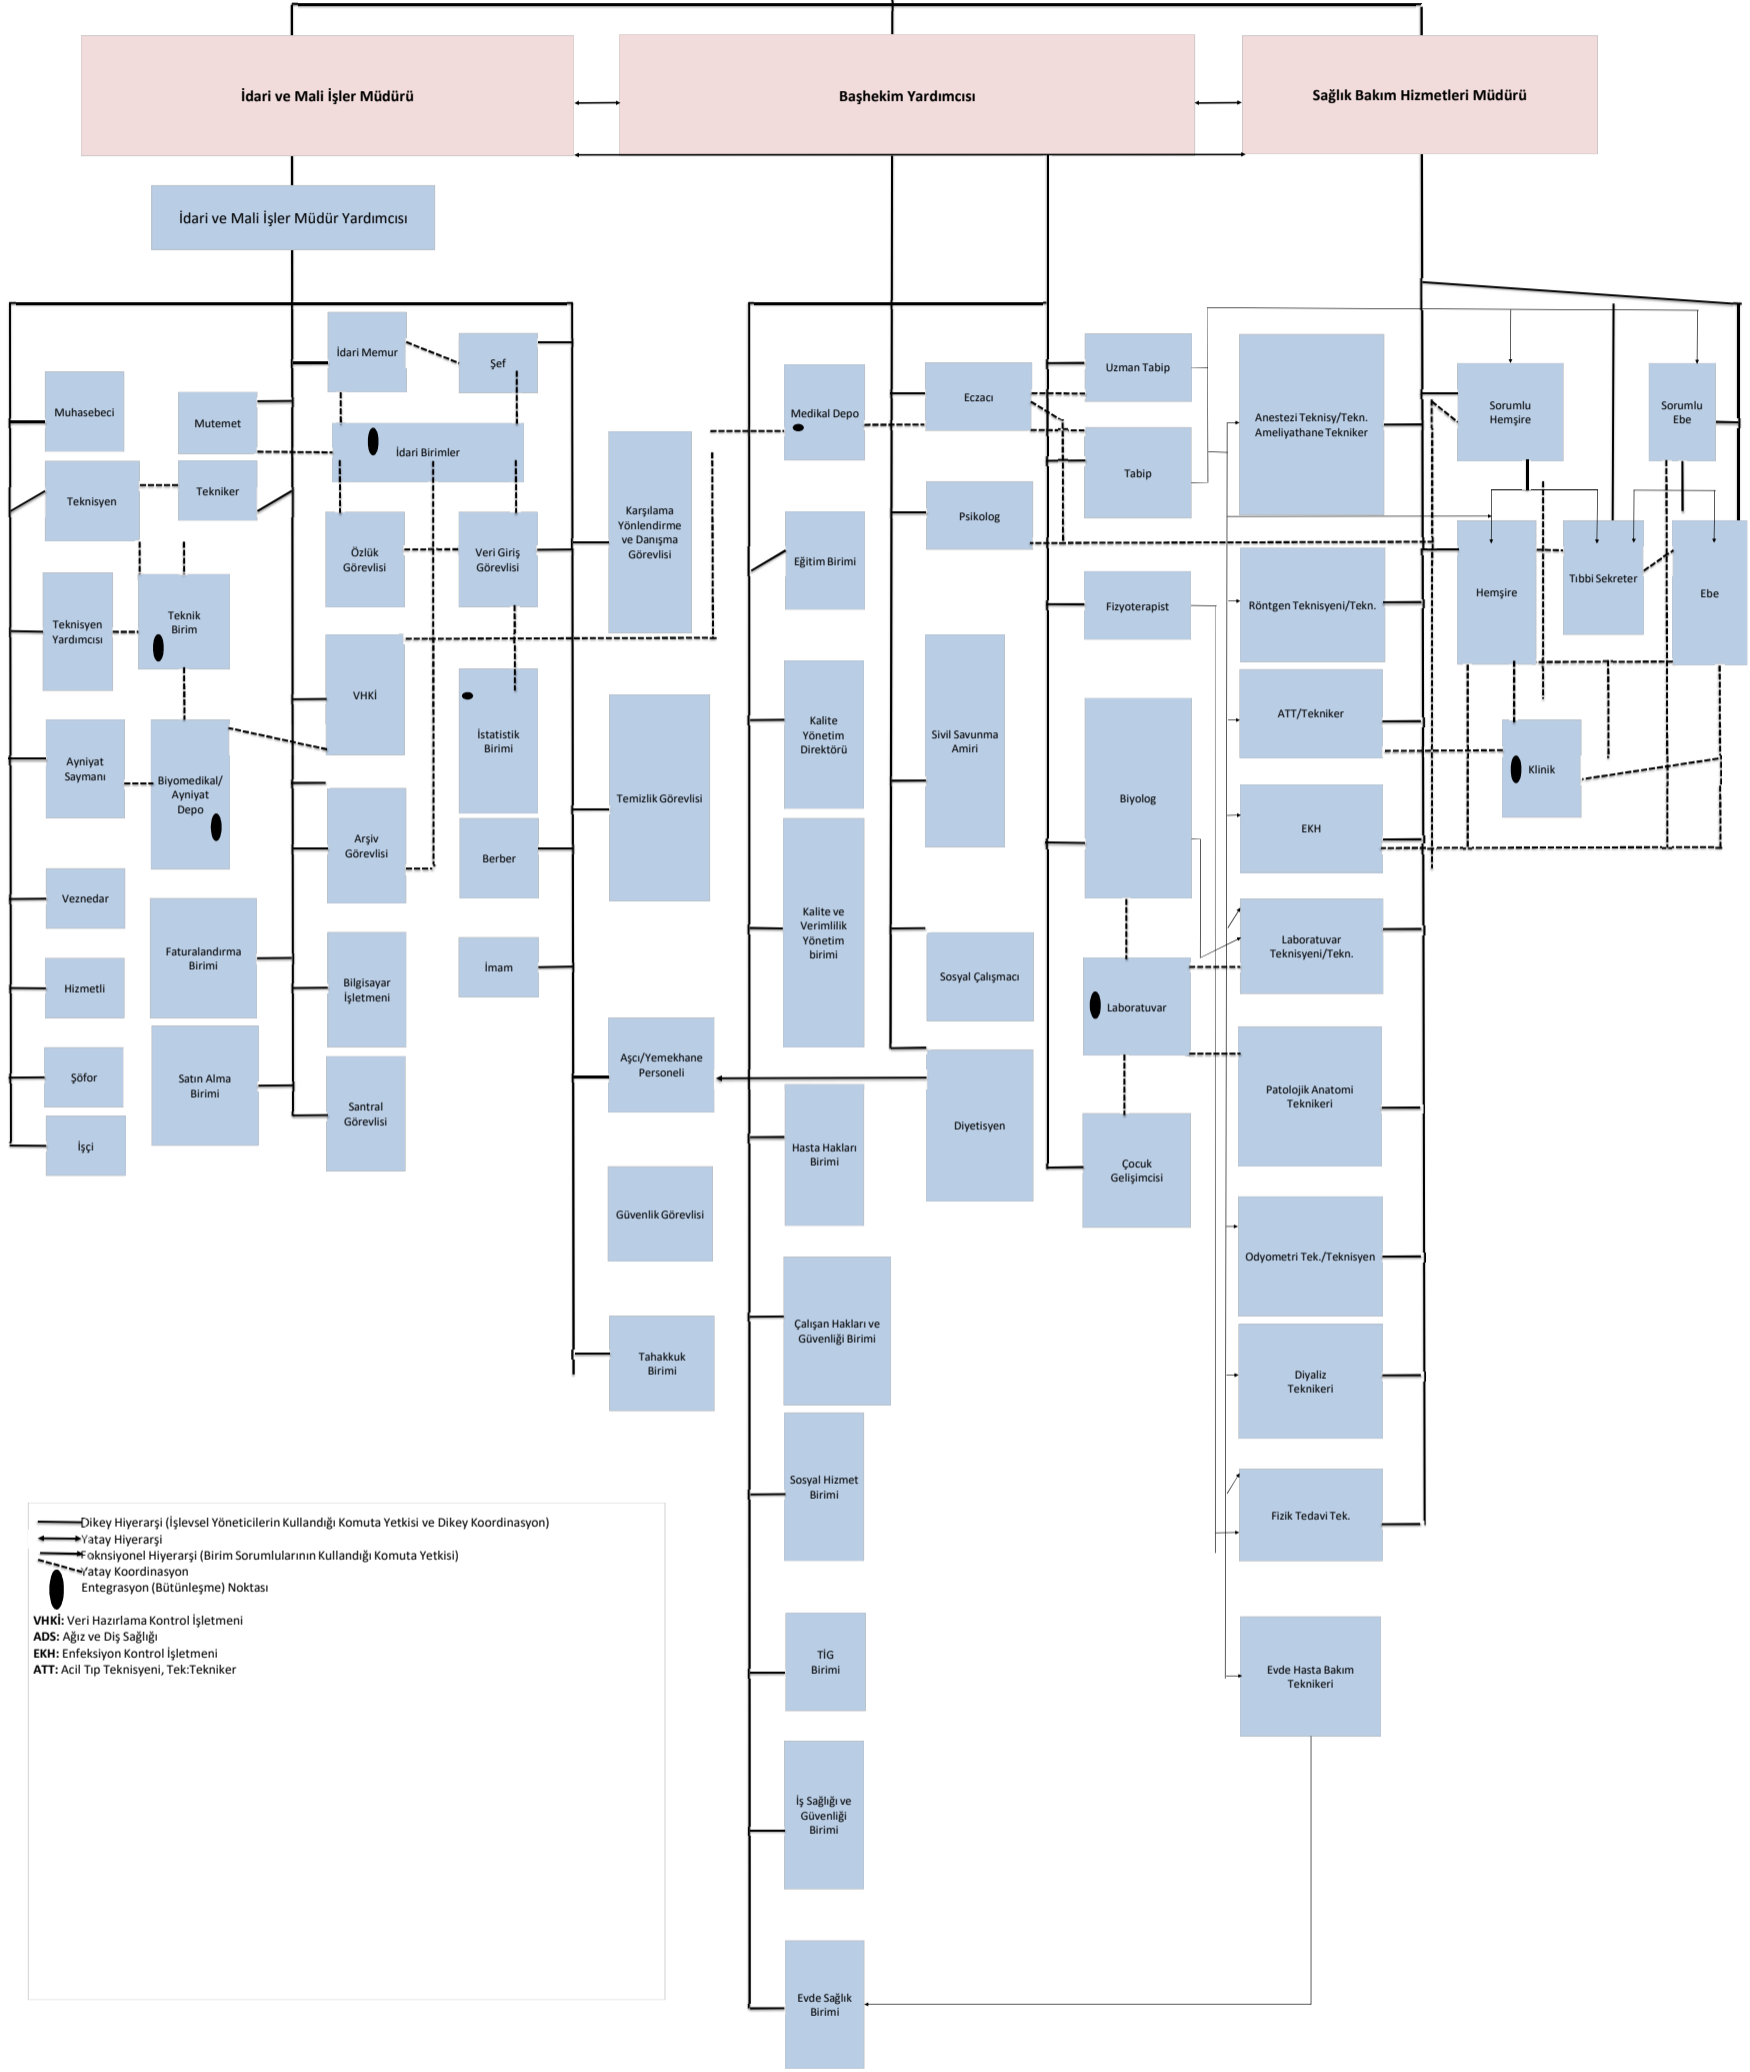 İdari ve Mali İşler Müdürü
Başhekim Yardımcısı
Sağlık Bakım Hizmetleri Müdürü
İdari ve Mali İşler Müdür Yardımcısı
İdari Memur
Şef
Muhasebeci
Mutemet
İdari Birimler
Teknisyen
Tekniker
Özlük
Görevlisi
Veri Giriş
Görevlisi
Karşılama
Yönlendirme
ve Danışma
Görevlisi
Teknisyen
Yardımcısı
Teknik
Birim
VHKİ
İstatistik
Birimi
Ayniyat
Saymanı
Biyomedikal/
Ayniyat
Depo
Temizlik Görevlisi
Arşiv
Görevlisi
Berber
Veznedar
Faturalandırma
Birimi
Bilgisayar
İşletmeni
İmam
Hizmetli
Şöfor
Satın Alma
Birimi
Santral
Görevlisi
Aşcı/Yemekhane
Personeli
İşçi
Güvenlik Görevlisi
Tahakkuk
Birimi
Medikal Depo
Eczacı
Uzman Tabip
Tabip
Psikolog
Eğitim Birimi
Fizyoterapist
Kalite
Yönetim
Direktörü
Sivil Savunma
Amiri
Biyolog
Kalite ve
Verimlilik
Yönetim
birimi
Sosyal Çalışmacı
Laboratuvar
Diyetisyen
Hasta Hakları
Birimi
Çocuk
Gelişimcisi
Çalışan Hakları ve
Güvenliği Birimi
Sosyal Hizmet
Birimi
TİG
Birimi
İş Sağlığı ve
Güvenliği
Birimi
Evde Sağlık
Birimi
Anestezi Teknisy/Tekn.
Ameliyathane Tekniker
Röntgen Teknisyeni/Tekn.
ATT/Tekniker
EKH
Laboratuvar
Teknisyeni/Tekn.
Patolojik Anatomi
Teknikeri
Odyometri Tek./Teknisyen
Diyaliz
Teknikeri
Fizik Tedavi Tek.
Evde Hasta Bakım
Teknikeri
Sorumlu
Hemşire
Sorumlu
Ebe
Hemşire
Tıbbi Sekreter
Ebe
Klinik
Dikey Hiyerarşi (İşlevsel Yöneticilerin Kullandığı Komuta Yetkisi ve Dikey Koordinasyon)
Yatay Hiyerarşi
Foknsiyonel Hiyerarşi (Birim Sorumlularının Kullandığı Komuta Yetkisi)
Yatay Koordinasyon
Entegrasyon (Bütünleşme) Noktası
VHKİ: Veri Hazırlama Kontrol İşletmeni
ADS: Ağız ve Diş Sağlığı
EKH: Enfeksiyon Kontrol İşletmeni
ATT: Acil Tıp Teknisyeni, Tek:Tekniker